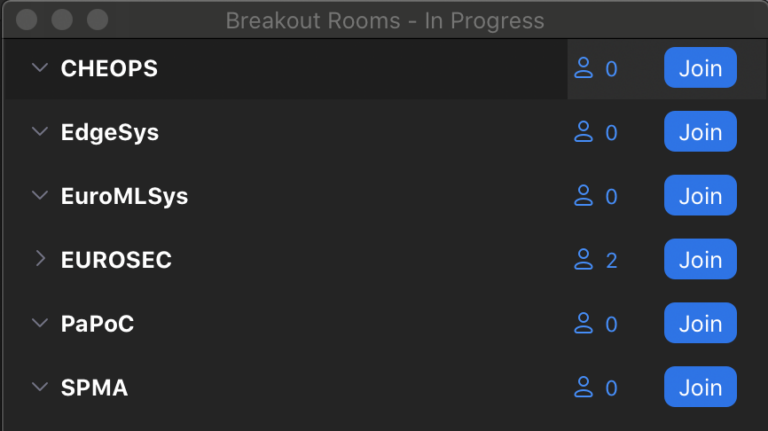 Breakout Rooms - In Progress
CHEOPS 0 Join
EdgeSys 0 Join
EuroMLSys 0 Join
EUROSEC 2 Join
PaPoC 0 Join
SPMA 0 Join